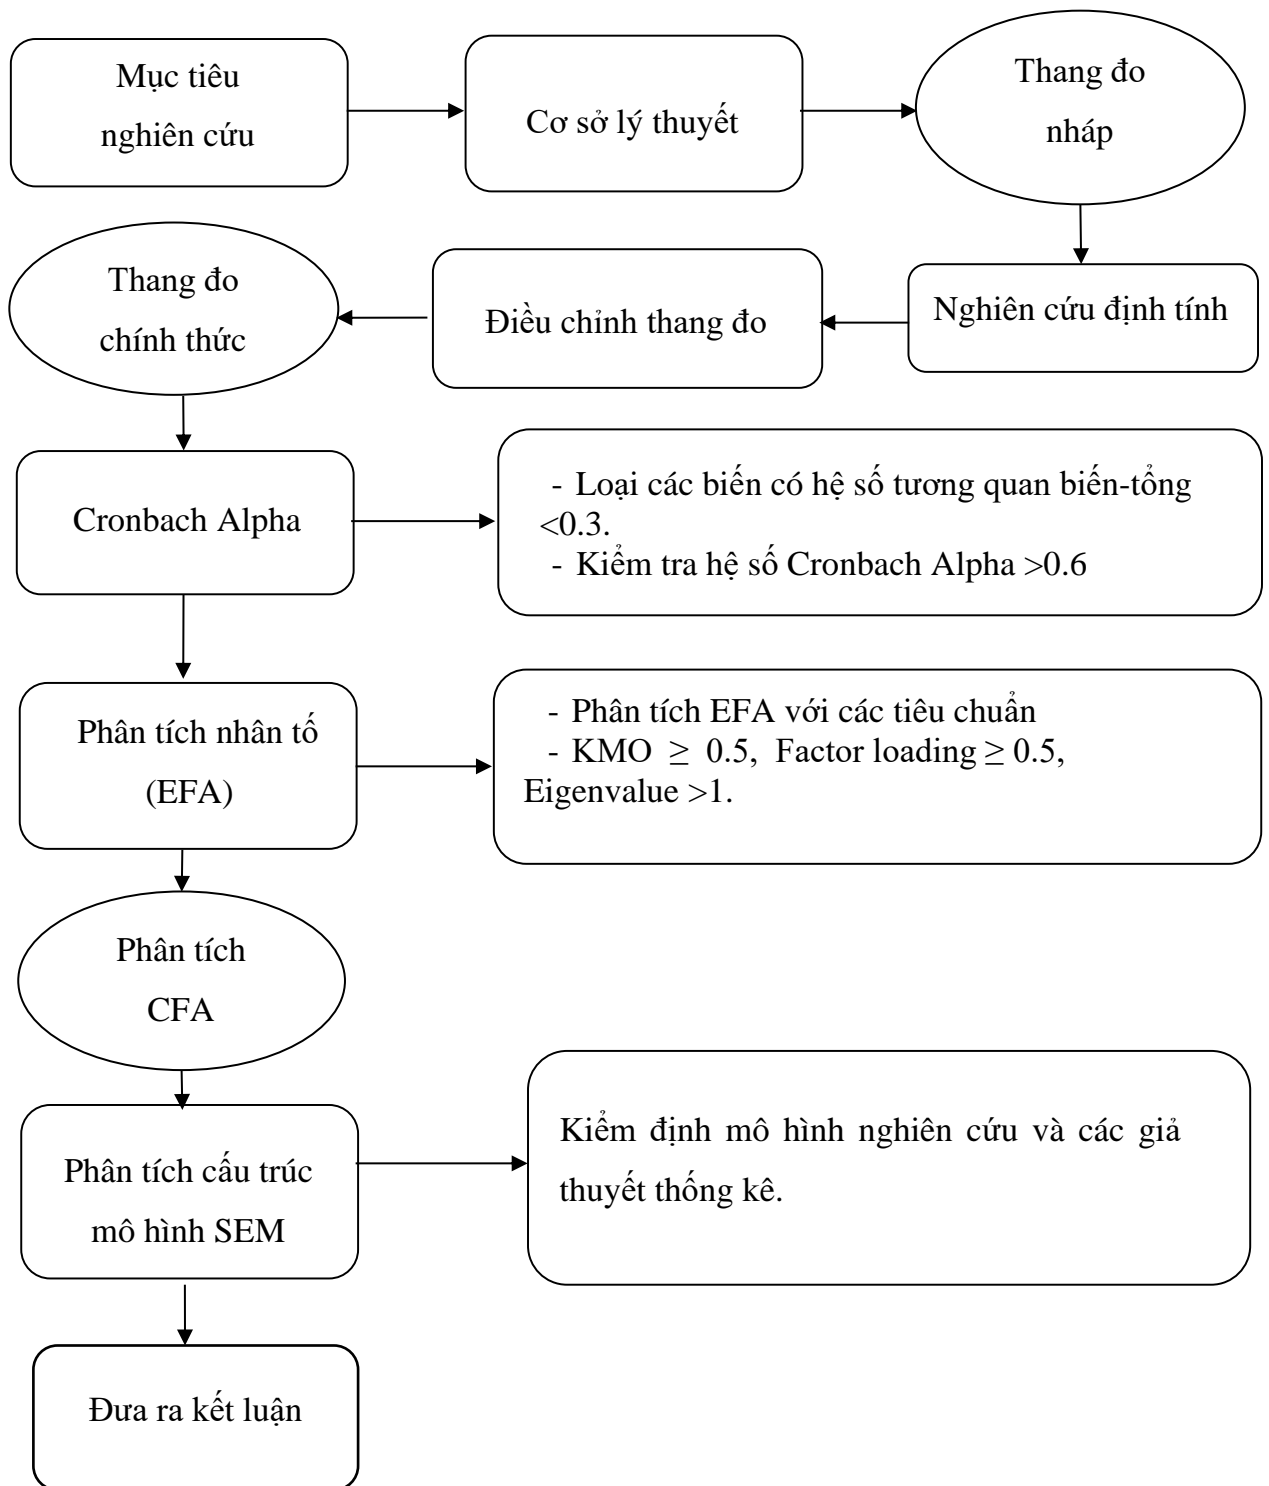 Mục tiêu
nghiên cứu
Cơ sở lý thuyết
Thang đo
nháp
Nghiên cứu định tính
Điều chỉnh thang đo
Thang đo
chính thức
Cronbach Alpha
- Loại các biến có hệ số tương quan biến-tổng
<0.3.
- Kiểm tra hệ số Cronbach Alpha >0.6
Phân tích nhân tố
(EFA)
- Phân tích EFA với các tiêu chuẩn
- KMO ≥ 0.5, Factor loading ≥ 0.5,
Eigenvalue >1.
Phân tích
CFA
Phân tích cấu trúc
mô hình SEM
Kiểm định mô hình nghiên cứu và các giả
thuyết thống kê.
Đưa ra kết luận